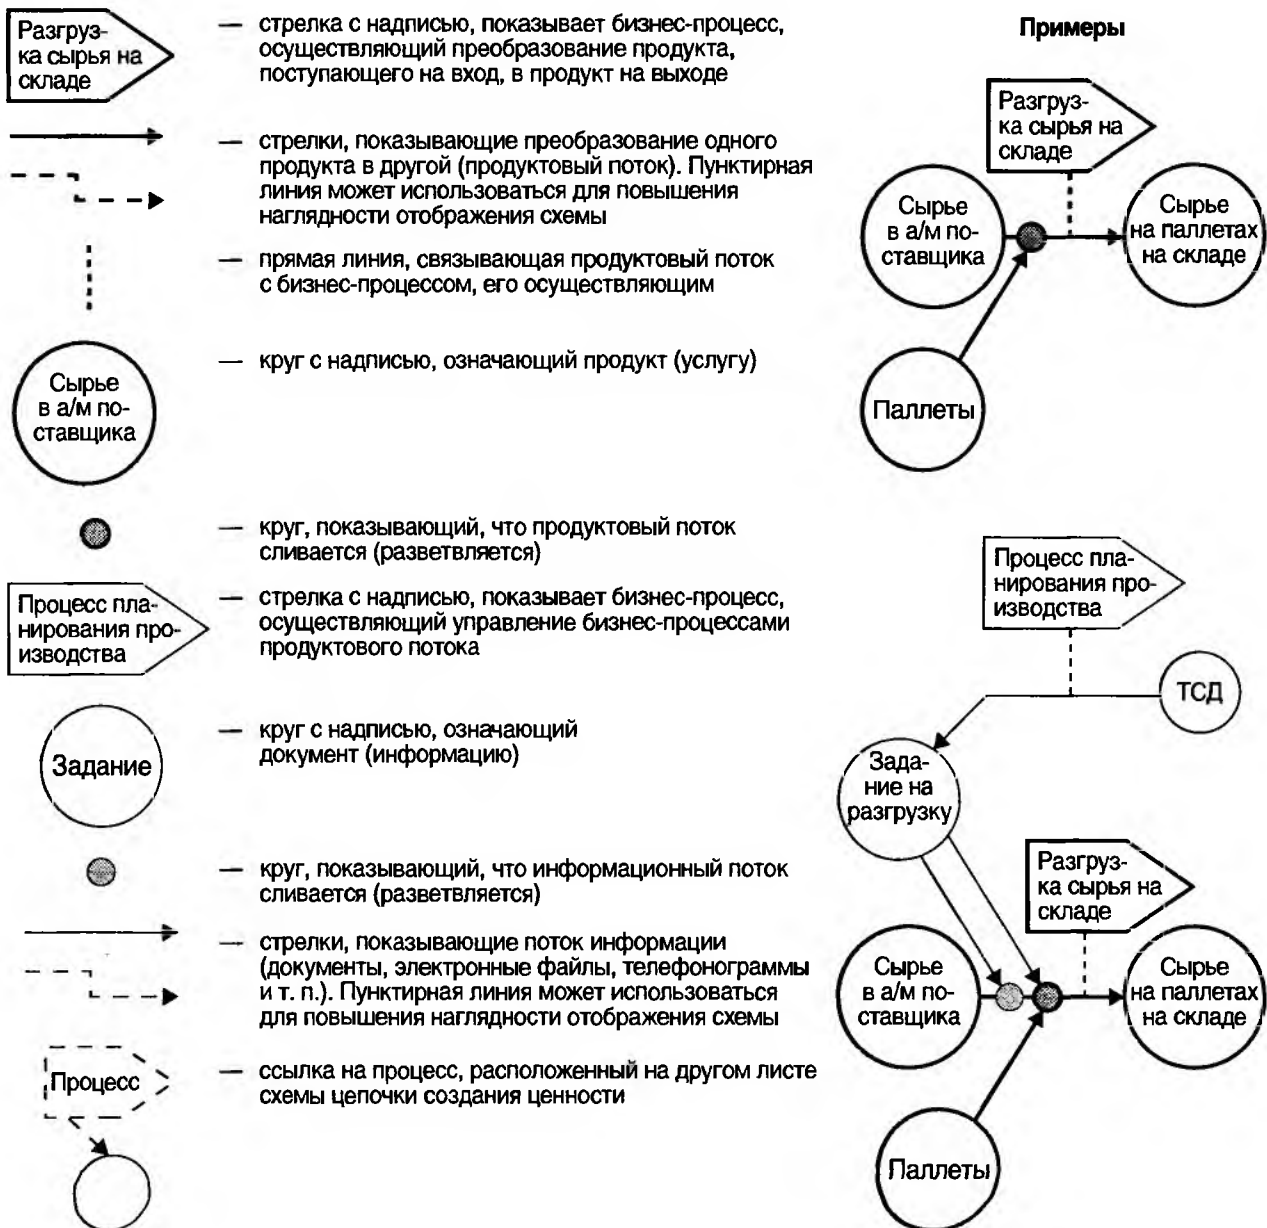 Разгруз-
ка сырья на
складе
— стрелка с надписью, показывает бизнес-процесс,
осуществляющий преобразование продукта,
поступающего на вход, в продукт на выходе
— стрелки, показывающие преобразование одного
продукта в другой (продуктовый поток). Пунктирная
линия может использоваться для повышения
наглядности отображения схемы
— прямая линия, связывающая продуктовый поток
с бизнес-процессом, его осуществляющим
Сырье
в а/м по-
ставщика
— круг с надписью, означающий продукт (услугу)
— круг, показывающий, что продуктовый поток
сливается (разветвляется)
Процесс пла-
нирования про-
изводства
— стрелка с надписью, показывает бизнес-процесс,
осуществляющий управление бизнес-процессами
продуктового потока
Задание
— круг с надписью, означающий
документ (информацию)
— круг, показывающий, что информационный поток
сливается (разветвляется)
— стрелки, показывающие поток информации
(документы, электронные файлы, телефонограммы
и т. п.). Пунктирная линия может использоваться
для повышения наглядности отображения схемы
Процесс
— ссылка на процесс, расположенный на другом листе
схемы цепочки создания ценности
Примеры
Разгруз-
ка сырья на
складе
Сырье
в а/м по-
ставщика
Сырье
на паллетах
на складе
Паллеты
Процесс пла-
нирования про-
изводства
ТСД
Зада-
ние на
разгрузку
Разгруз-
ка сырья на
складе
Сырье
в а/м по-
ставщика
Сырье
на паллетах
на складе
Паллеты